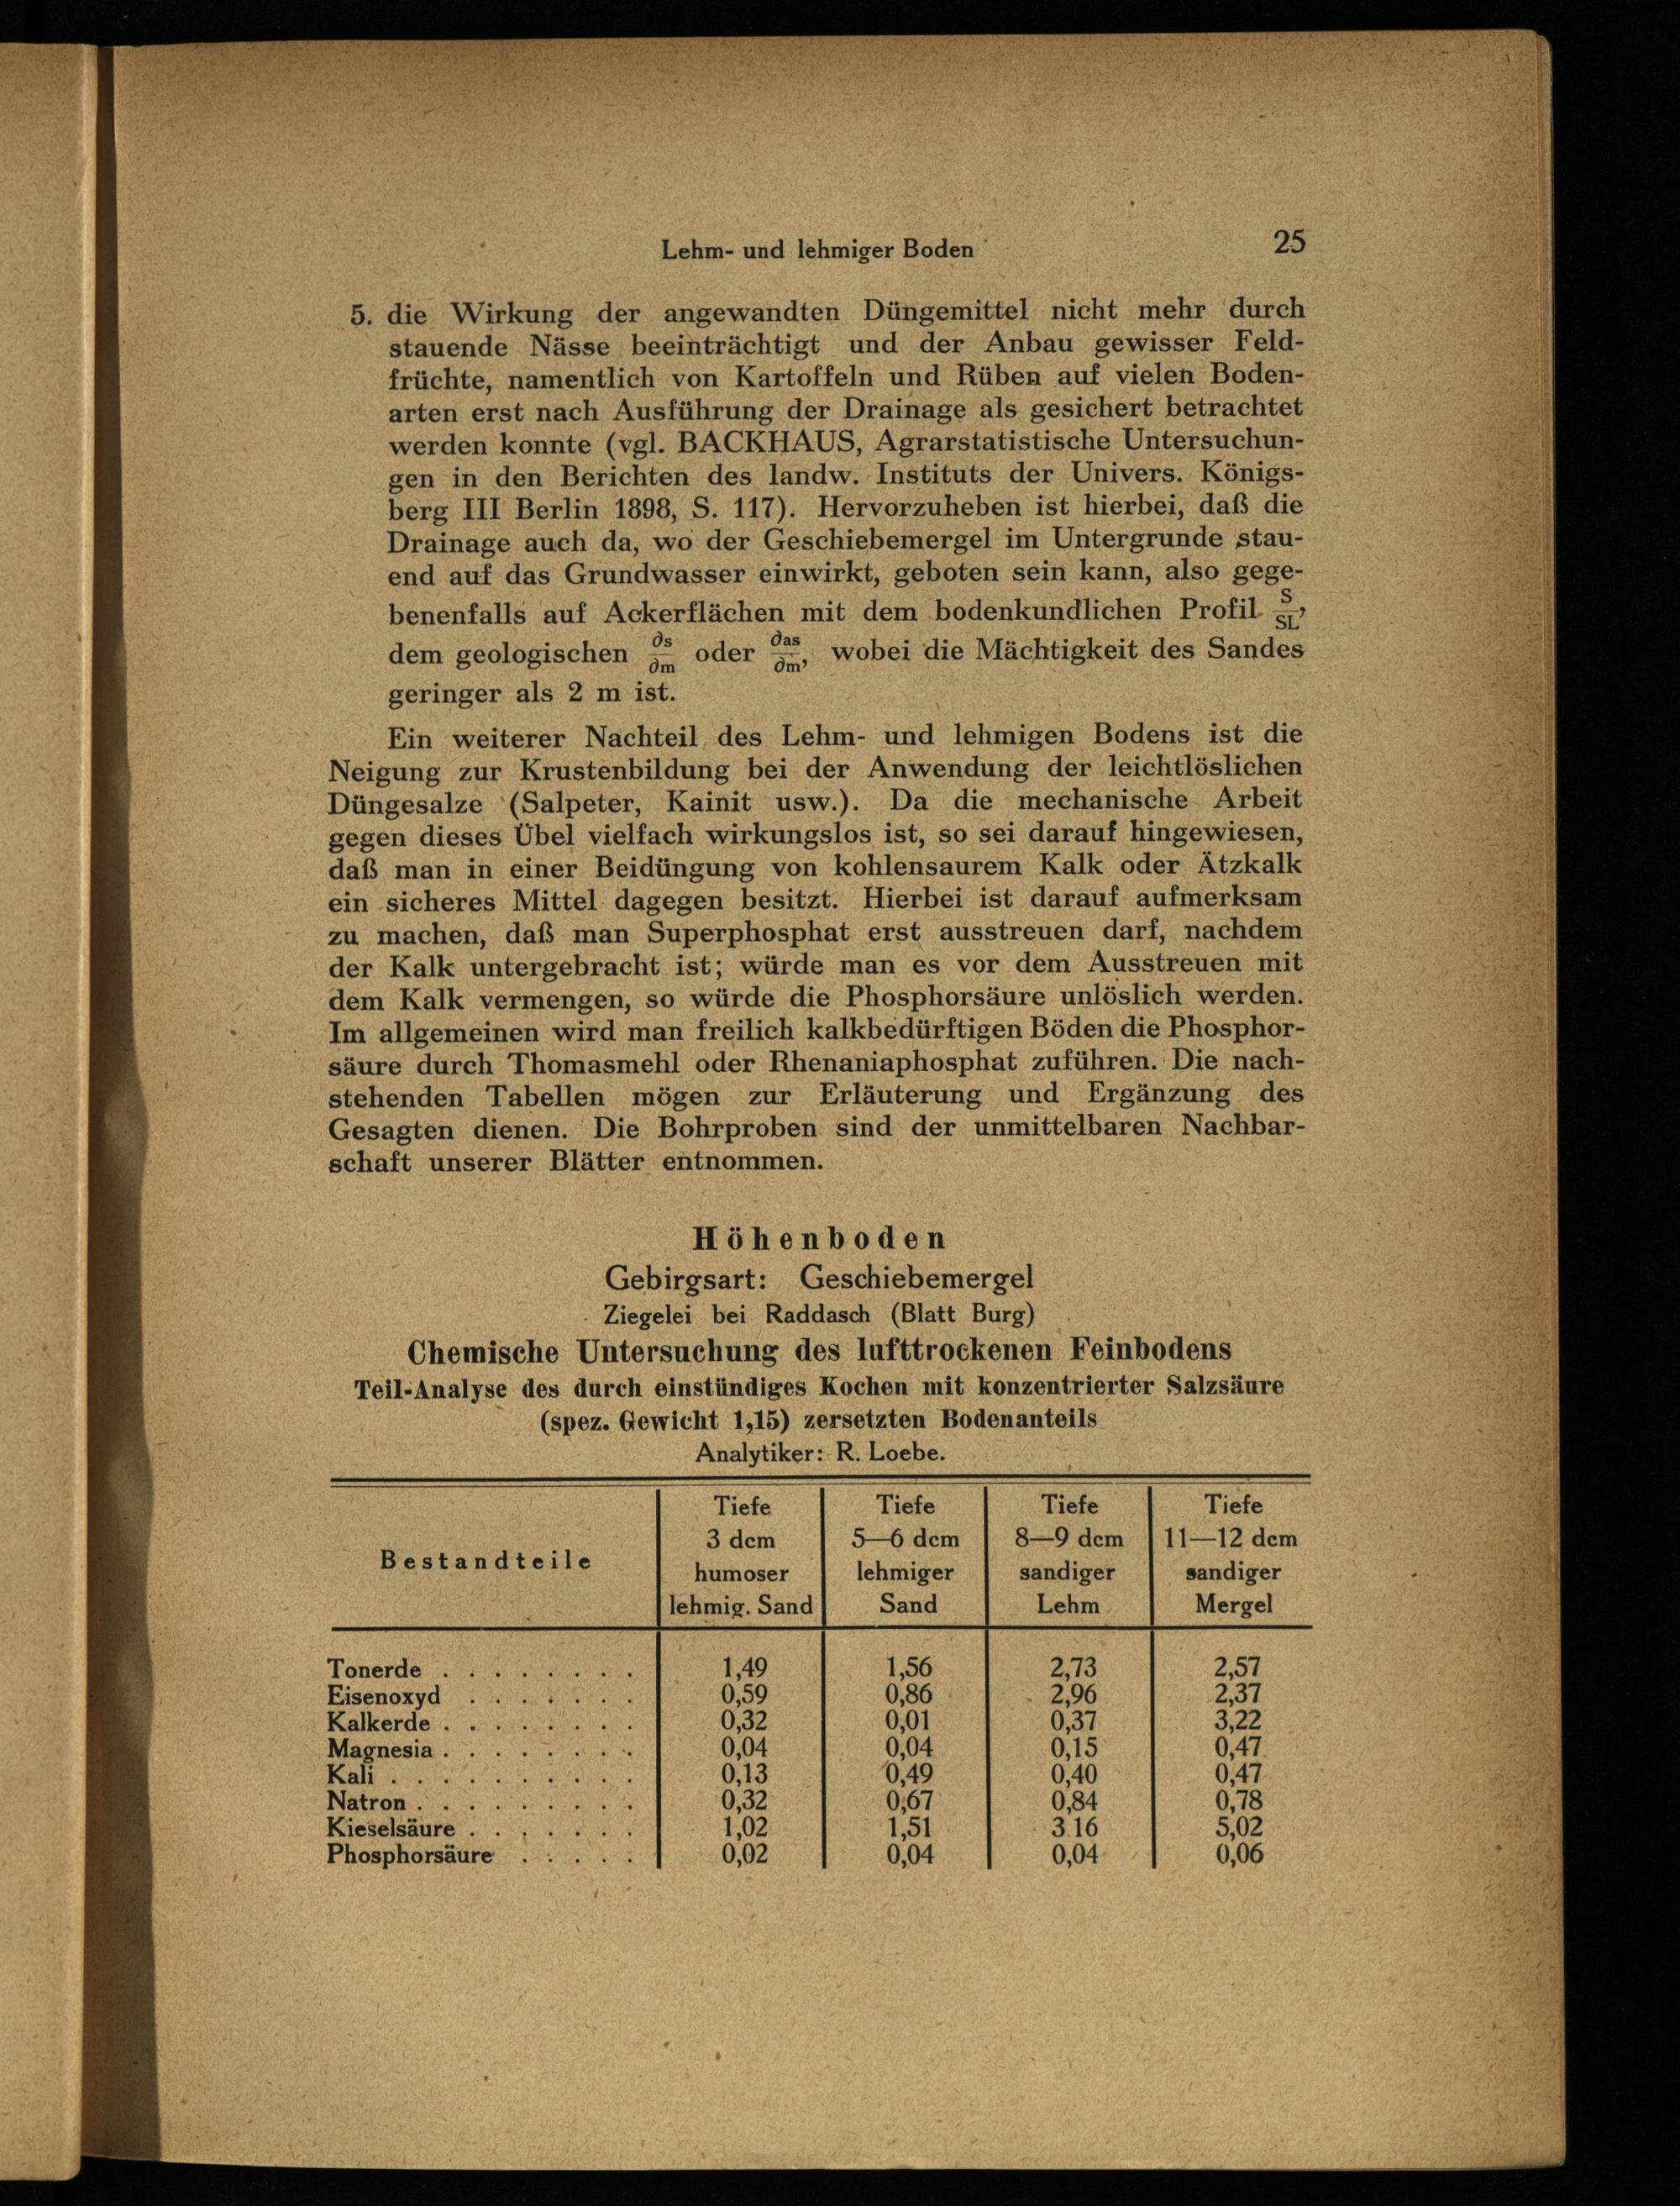 Lehm- und lehmiger Boden 25
5. die Wirkung der angewandten Düngemittel nicht mehr durch
stauende Nässe beeinträchtigt und der Anbau gewisser Feld-
früchte, namentlich von Kartoffeln und Rüben auf vielen Boden-
arten erst nach Ausführung der Drainage als gesichert betrachtet
werden konnte (vgl. BACKHAUS, Agrarstatistische Untersuchun-
gen in den Berichten des landw. Instituts der Univers. Königs-
berg III Berlin 1898, S. 117). Hervorzuheben ist hierbei, daß die
Drainage auch da, wo der Geschiebemergel im Untergrunde stau-
end auf das Grundwasser einwirkt, geboten sein kann, also gege-
benenfalls auf Ackerflächen mit dem bodenkundlichen Profil S/SL,
dem geologischen ∂s/∂m oder ∂as/∂m, wobei die Mächtigkeit des Sandes
geringer als 2 m ist.
Ein weiterer Nachteil des Lehm- und lehmigen Bodens ist die
Neigung zur Krustenbildung bei der Anwendung der leichtlöslichen
Düngesalze (Salpeter, Kainit usw.). Da die mechanische Arbeit
gegen dieses Übel vielfach wirkungslos ist, so sei darauf hingewiesen,
daß man in einer Beidüngung von kohlensaurem Kalk oder Ätzkalk
ein sicheres Mittel dagegen besitzt. Hierbei ist darauf aufmerksam
zu machen, daß man Superphosphat erst ausstreuen darf, nachdem
der Kalk untergebracht ist; würde man es vor dem Ausstreuen mit
dem Kalk vermengen, so würde die Phosphorsäure unlöslich werden.
Im allgemeinen wird man freilich kalkbedürftigen Böden die Phosphor-
säure durch Thomasmehl oder Rhenaniaphosphat zuführen. Die nach-
stehenden Tabellen mögen zur Erläuterung und Ergänzung des
Gesagten dienen. Die Bohrproben sind der unmittelbaren Nachbar-
schaft unserer Blätter entnommen.
Höhenboden
Gebirgsart: Geschiebemergel
Ziegelei bei Raddasch (Blatt Burg)
Chemische Untersuchung des lufttrockenen Feinbodens
Teil-Analyse des durch einstündiges Kochen mit konzentrierter Salzsäure
(spez. Gewicht 1,15) zersetzten Bodenanteils
Analytiker: R. Loebe.
Tiefe Tiefe Tiefe Tiefe
3 dcm 5—6 dcm 8—9 dcm 11—12 dcm
Bestandteile
humoser lehmiger sandiger sandiger
lehmig. Sand Sand Lehm Mergel
Tonerde . . . . . . . . 1,49 1,56 2,73 2,57
Eisenoxyd . . . . . . . 0,59 0,86 2,96 2,37
Kalkerde . . . . . . . . 0,32 0,01 0,37 3,22
Magnesia . . . . . . . . 0,04 0,04 0,15 0,47
Kali . . . . . . . . . . 0,13 0,49 0,40 0,47
Natron . . . . . . . . . 0,32 0,67 0,84 0,78
Kieselsäure . . . . . . . 1,02 1,51 3.16 5,02
Phosphorsäure . . . . . 0,02 0,04 0,04 0,06